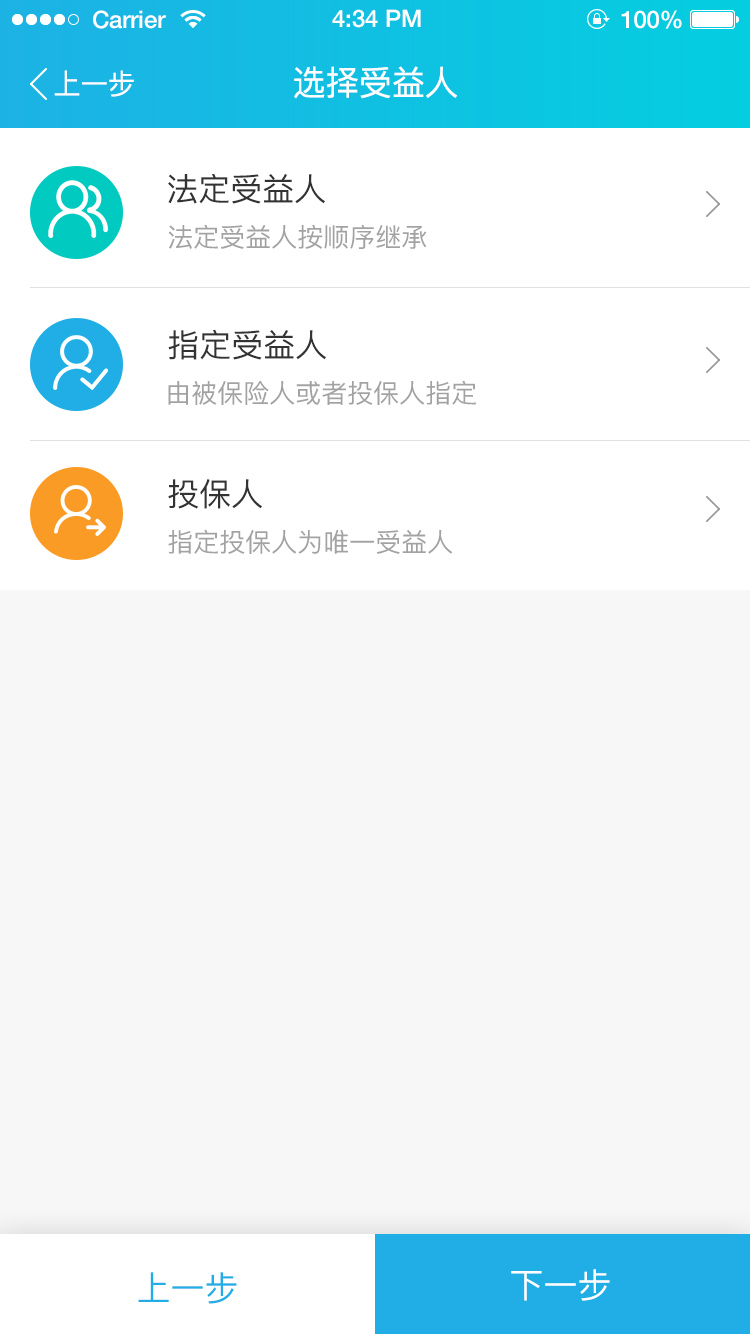 Carrier 4:34 PM 100%
上一步 选择受益人
法定受益人
法定受益人按顺序继承
指定受益人
由被保险人或者投保人指定
投保人
指定投保人为唯一受益人
上一步 下一步